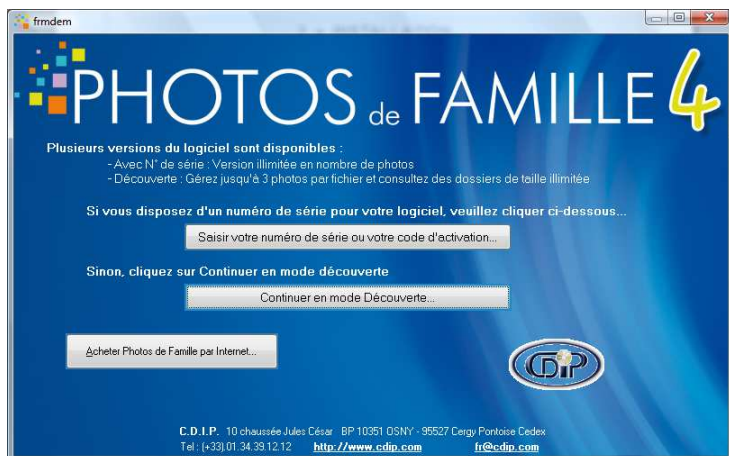 frmdem
PHOTOS de FAMILLE 4
Plusieurs versions du logiciel sont disponibles :
- Avec N° de série : Version illimitée en nombre de photos
- Découverte : Gérez jusqu'à 3 photos par fichier et consultez des dossiers de taille illimitée
Si vous disposez d'un numéro de série pour votre logiciel, veuillez cliquer ci-dessous...
Saisir votre numéro de série ou votre code d'activation...
Sinon, cliquez sur Continuer en mode découverte
Continuer en mode Découverte...
Acheter Photos de Famille par Internet...
CDIP
C.D.I.P. 10 chaussée Jules César BP 10351 OSNY - 95527 Cergy Pontoise Cedex
Tel : (+33).01.34.39.12.12 http://www.cdip.com fr@cdip.com